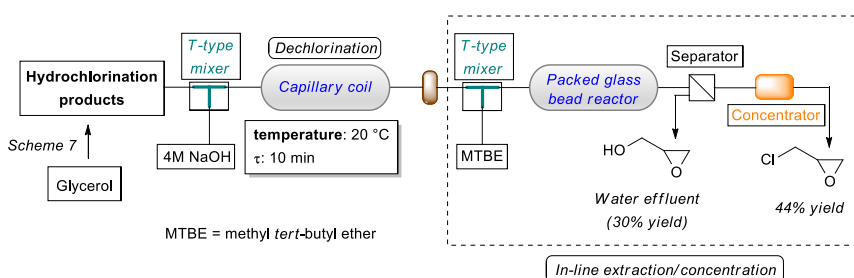 Hydrochlorination
products
Scheme 7
Glycerol
T-type
mixer
4M NaOH
Dechlorination
Capillary coil
temperature: 20 °C
τ: 10 min
T-type
mixer
MTBE
Packed glass
bead reactor
Separator
Concentrator
HO
O
Water effluent
(30% yield)
Cl
O
44% yield
MTBE = methyl tert-butyl ether
In-line extraction/concentration